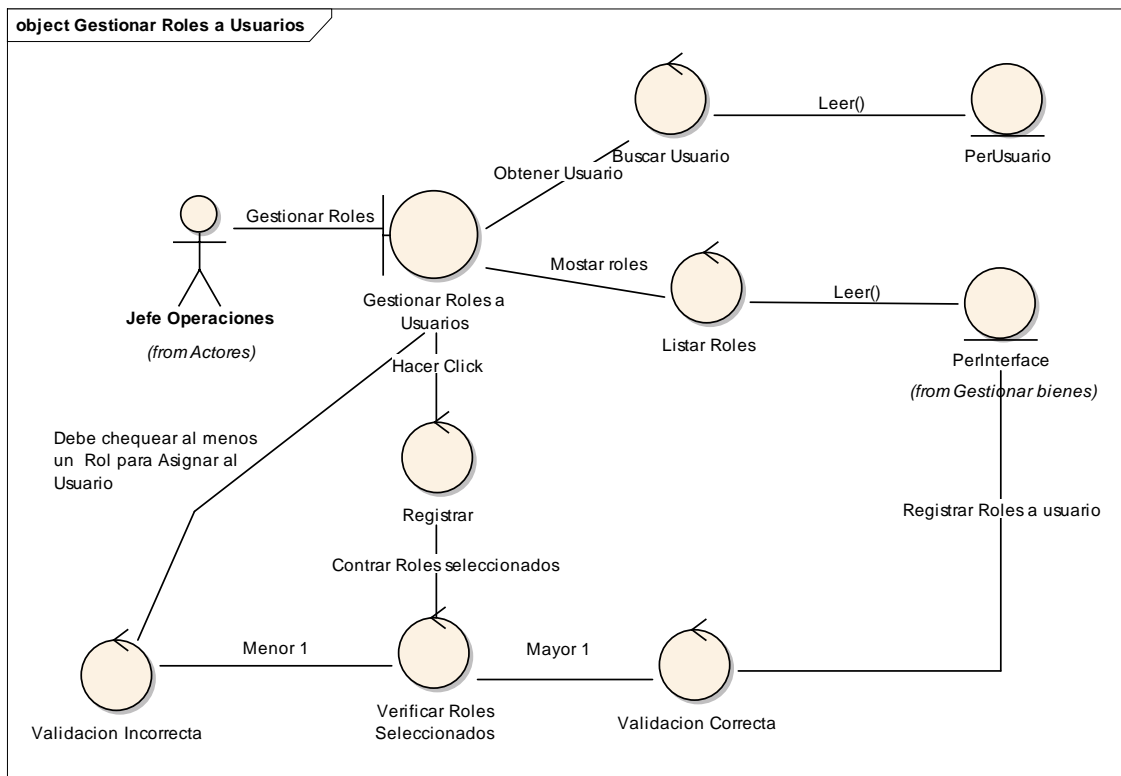 object Gestionar Roles a Usuarios
Leer()
Buscar Usuario
PerUsuario
Obtener Usuario
Gestionar Roles
Mostar roles
Leer()
Gestionar Roles a
Usuarios
Jefe Operaciones
(from Actores)
Listar Roles
PerInterface
(from Gestionar bienes)
Hacer Click
Debe chequear al menos
un Rol para Asignar al
Usuario
Registrar
Registrar Roles a usuario
Contrar Roles seleccionados
Menor 1
Mayor 1
Validacion Incorrecta
Verificar Roles
Seleccionados
Validacion Correcta